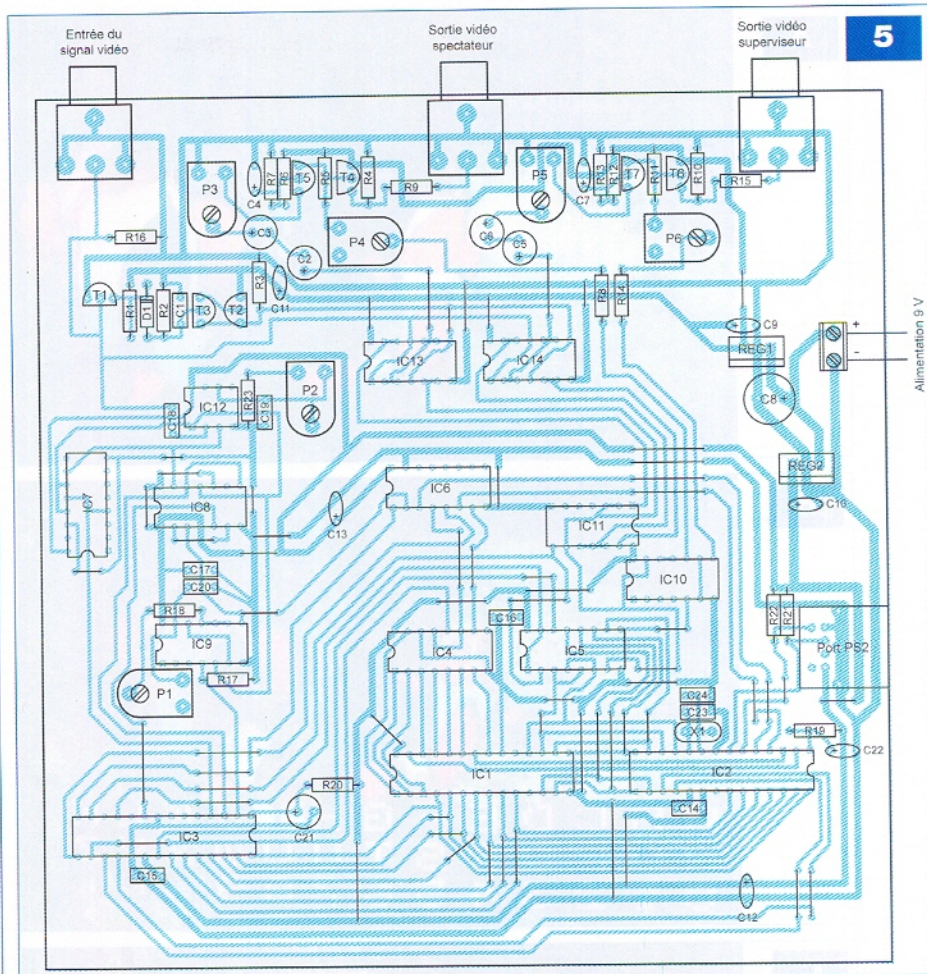 5
Entrée du
signal vidéo
Sortie vidéo
spectateur
Sortie vidéo
superviseur
P3
C4
R7
R6
T5
R5
T4
R4
R9
P5
C7
R13
R12
T7
R11
T6
R10
R15
C3
C2
P4
C6
C5
P6
R16
T1
R1
D1
R2
C1
T3
T2
R3
C11
R8
R14
C9
REG1
+
-
Alimentation 9 V
IC13
IC14
C8
C18
IC12
R23
C19
P2
REG2
C10
IC7
IC8
C13
IC6
IC11
C17
C20
IC10
R18
IC9
R17
C16
IC4
IC5
R22
R21
Port PS2
P1
C24
C23
X1
R19
C22
IC1
IC2
R20
C21
C14
IC3
C15
C12